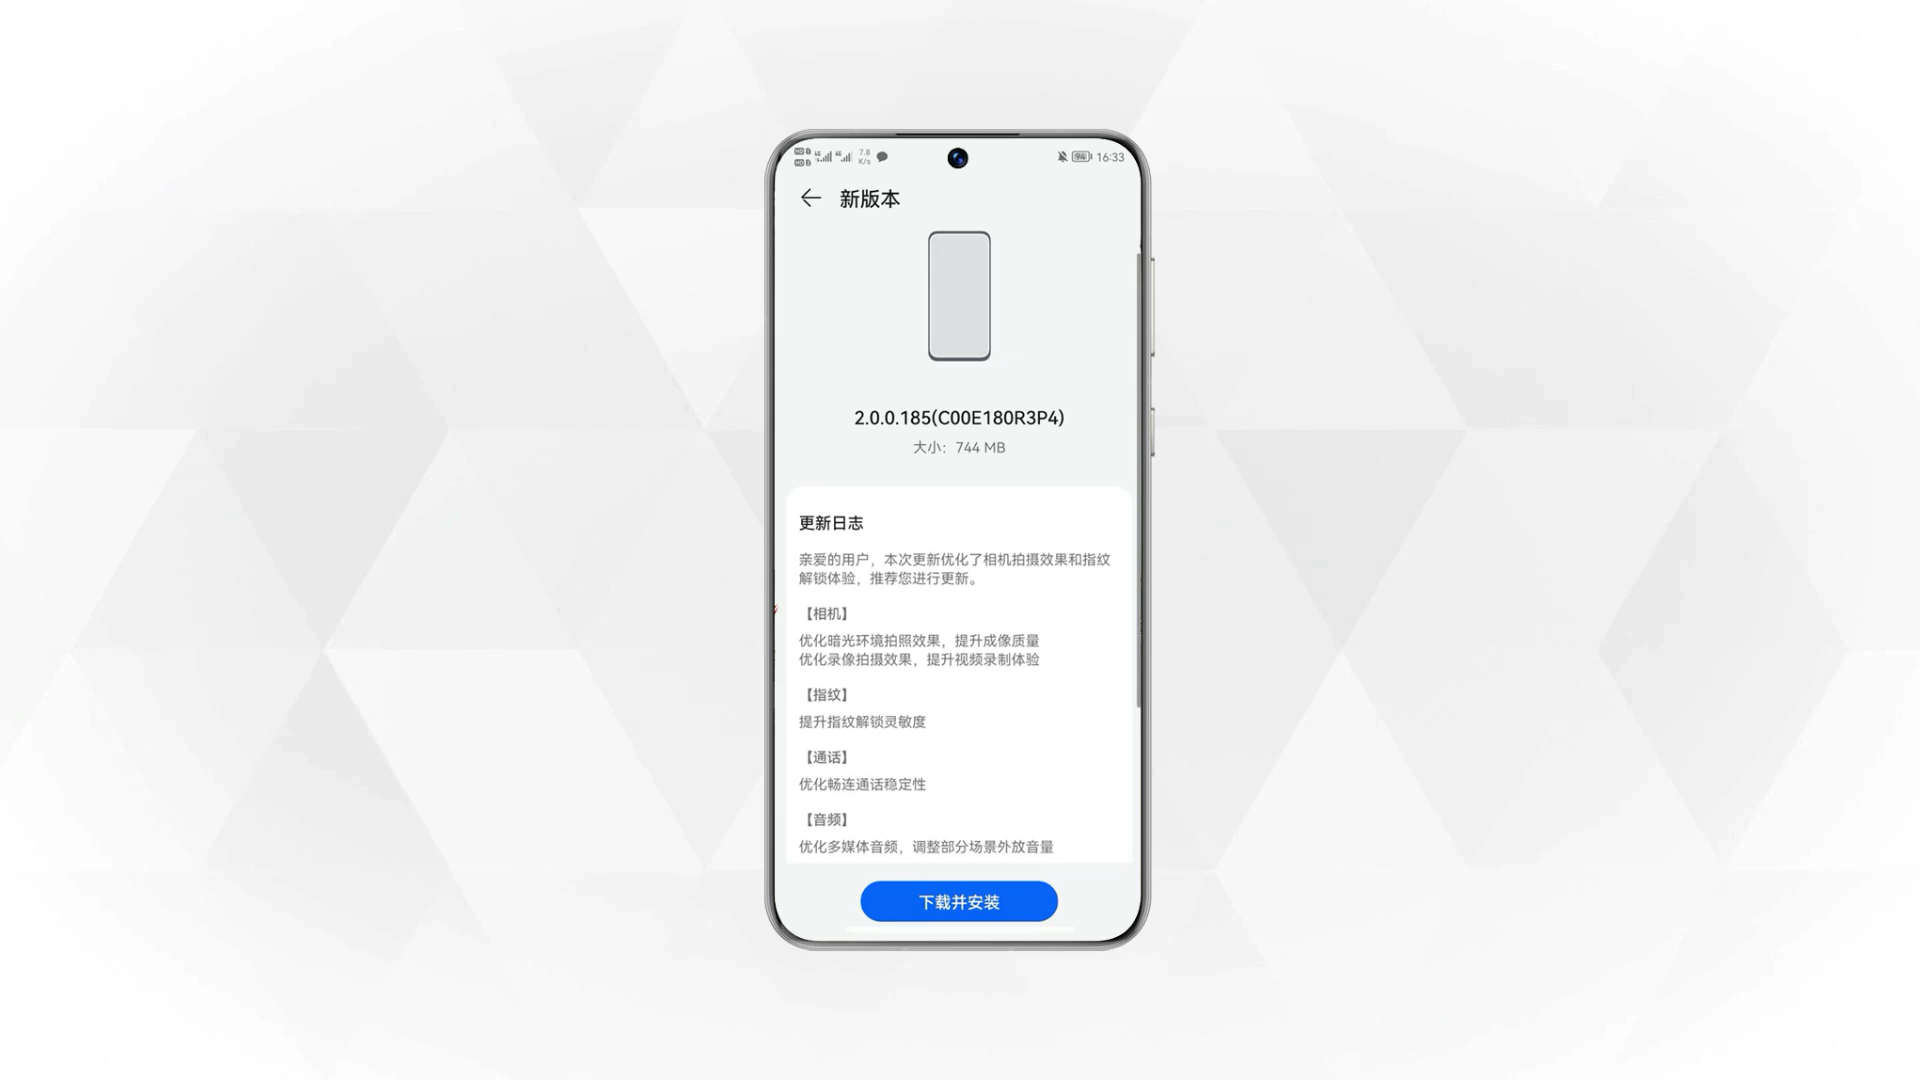 7.8
K/s
94
16:33
新版本
2.0.0.185(C00E180R3P4)
大小：744 MB
更新日志
亲爱的用户，本次更新优化了相机拍摄效果和指纹
解锁体验，推荐您进行更新。
【相机】
优化暗光环境拍照效果，提升成像质量
优化录像拍摄效果，提升视频录制体验
【指纹】
提升指纹解锁灵敏度
【通话】
优化畅连通话稳定性
【音频】
优化多媒体音频，调整部分场景外放音量
下载并安装